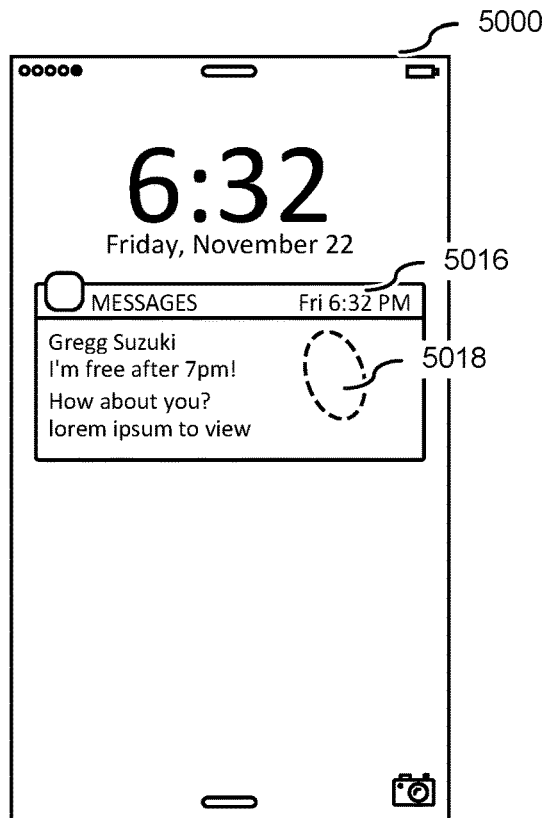 5000
6:32
Friday, November 22
5016
MESSAGES Fri 6:32 PM
Gregg Suzuki
I'm free after 7pm!
5018
How about you?
lorem ipsum to view